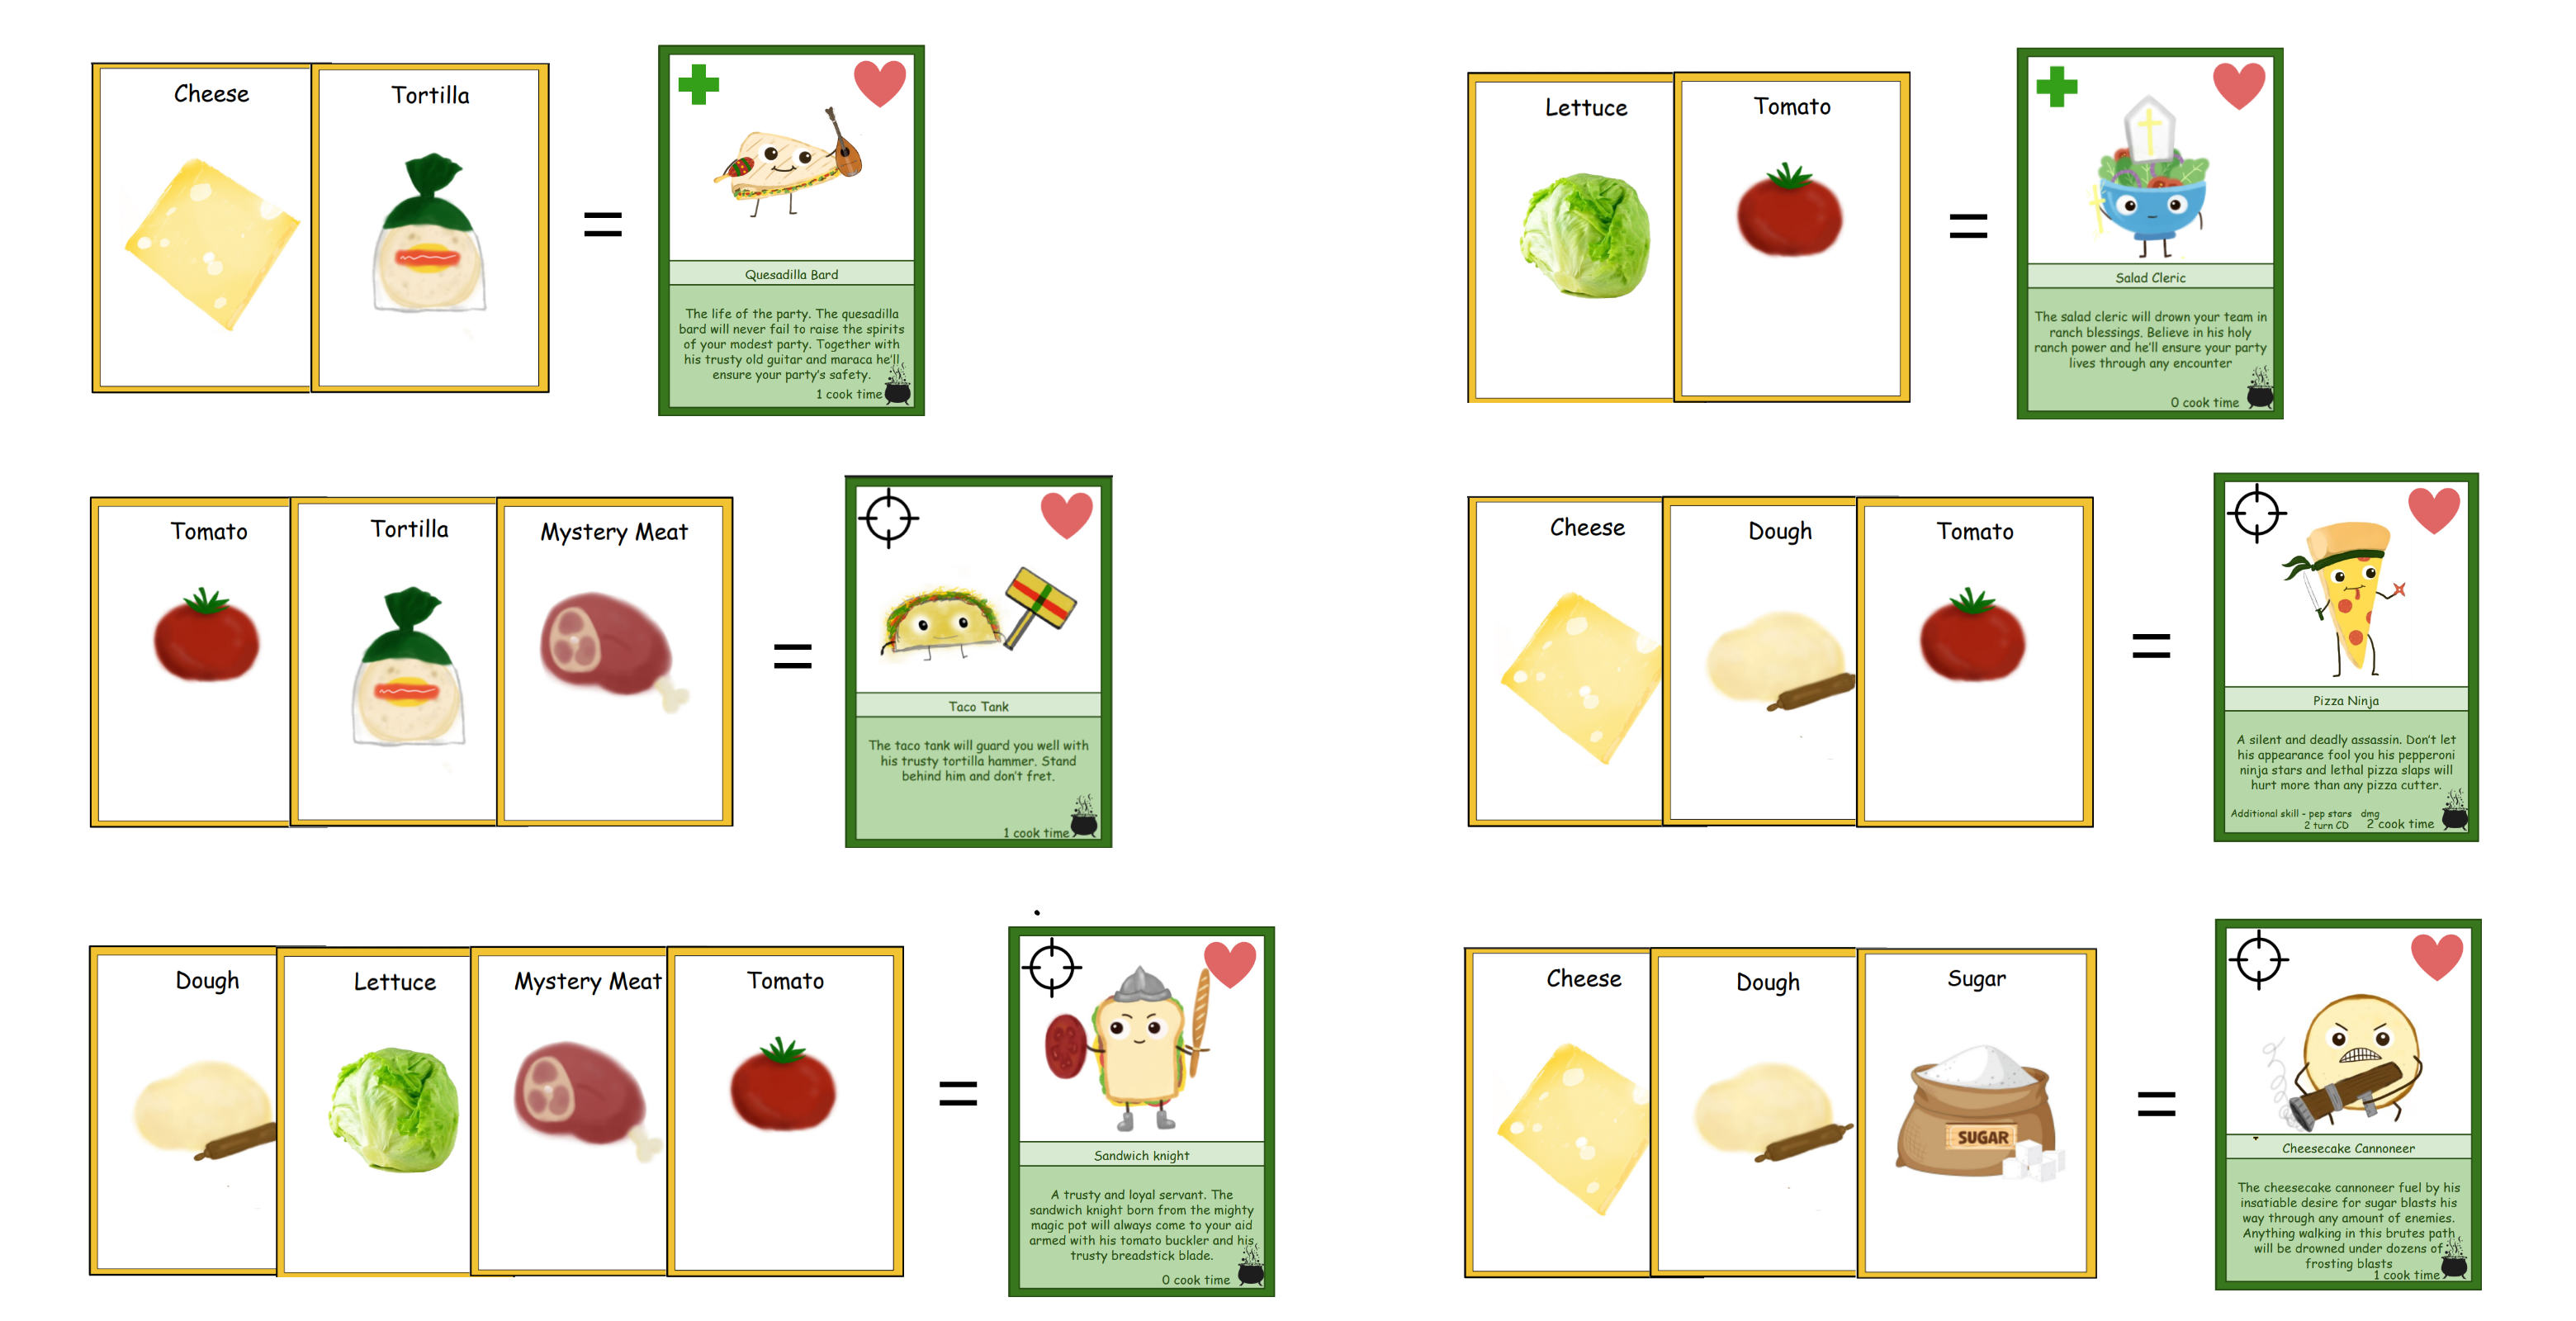 Cheese
Tortilla
=
Quesadilla Bard
The life of the party. The quesadilla
bard will never fail to raise the spirits
of your modest party. Together with
his trusty old guitar and maraca he'll
ensure your party's safety.
1 cook time
Lettuce
Tomato
=
Salad Cleric
The salad cleric will drown your team in
ranch blessings. Believe in his holy
ranch power and he'll ensure your party
lives through any encounter
0 cook time
Tomato
Tortilla
Mystery Meat
=
Taco Tank
The taco tank will guard you well with
his trusty tortilla hammer. Stand
behind him and don't fret.
1 cook time
Cheese
Dough
Tomato
=
Pizza Ninja
A silent and deadly assassin. Don't let
his appearance fool you his pepperoni
ninja stars and lethal pizza slaps will
hurt more than any pizza cutter.
Additional skill - pep stars dmg
2 turn CD
2 cook time
Dough
Lettuce
Mystery Meat
Tomato
=
Sandwich knight
A trusty and loyal servant. The
sandwich knight born from the mighty
magic pot will always come to your aid
armed with his tomato buckler and his
trusty breadstick blade.
0 cook time
Cheese
Dough
Sugar
SUGAR
=
Cheesecake Cannoneer
The cheesecake cannoneer fuel by his
insatiable desire for sugar blasts his
way through any amount of enemies.
Anything walking in this brutes path
will be drowned under dozens of
frosting blasts
1 cook time